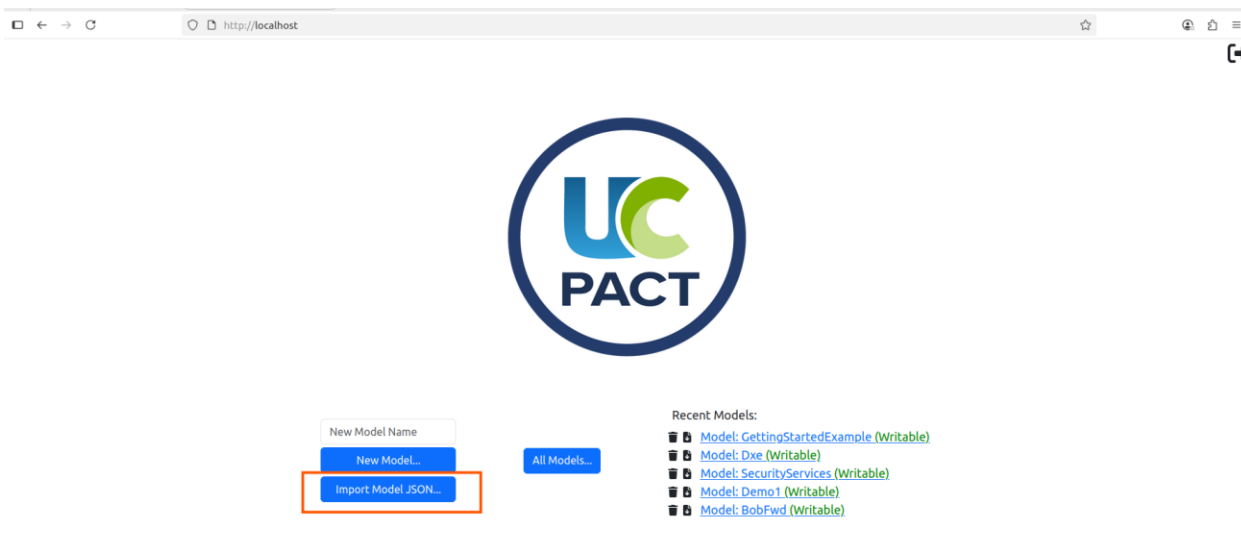 http://localhost
UC
PACT
New Model Name
New Model...
Import Model JSON...
All Models...
Recent Models:
Model: GettingStartedExample (Writable)
Model: Dxe (Writable)
Model: SecurityServices (Writable)
Model: Demo1 (Writable)
Model: BobFwd (Writable)